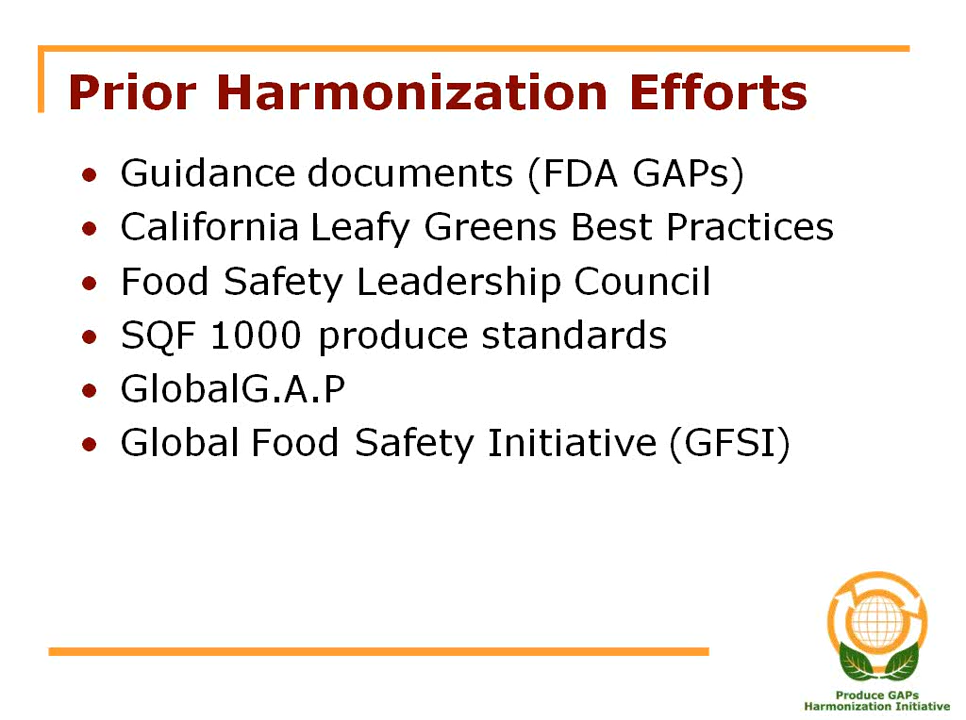 Prior Harmonization Efforts
• Guidance documents (FDA GAPs)
• California Leafy Greens Best Practices
• Food Safety Leadership Council
• SQF 1000 produce standards
• GlobalG.A.P
• Global Food Safety Initiative (GFSI)
Produce GAPs
Harmonization Initiative